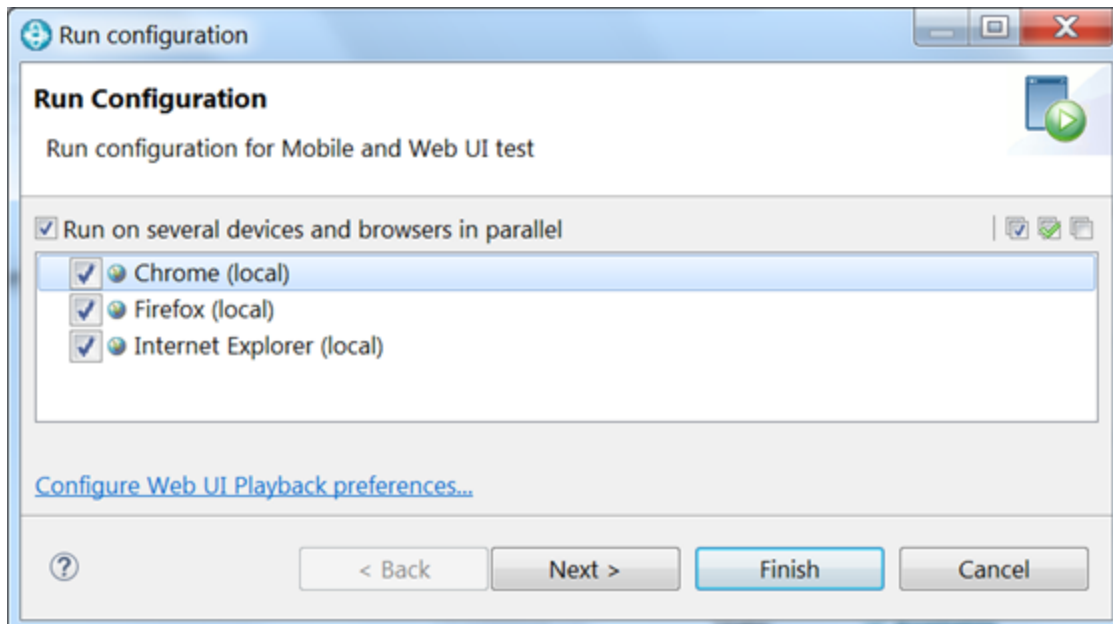 Run configuration
Run Configuration
Run configuration for Mobile and Web UI test
Run on several devices and browsers in parallel
Chrome (local)
Firefox (local)
Internet Explorer (local)
Configure Web UI Playback preferences...
? < Back Next > Finish Cancel